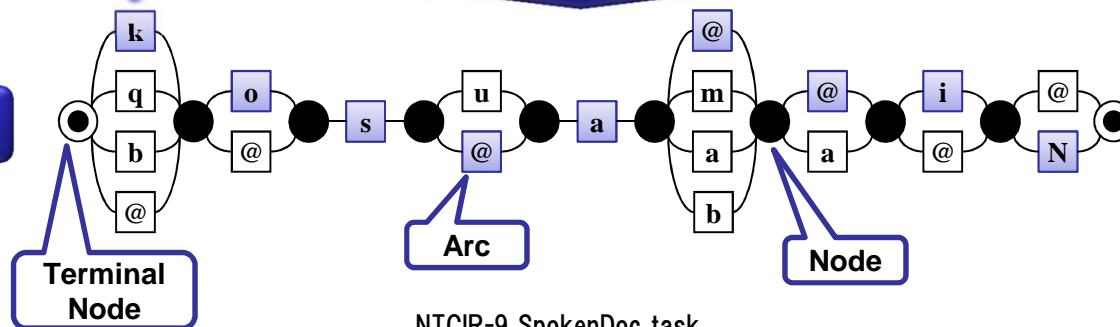 k
q
b
@
o
@
s
u
@
a
@
m
a
b
@
a
i
@
@
N
Terminal
Node
Arc
Node
NTCIR-9 SpokenDoc task